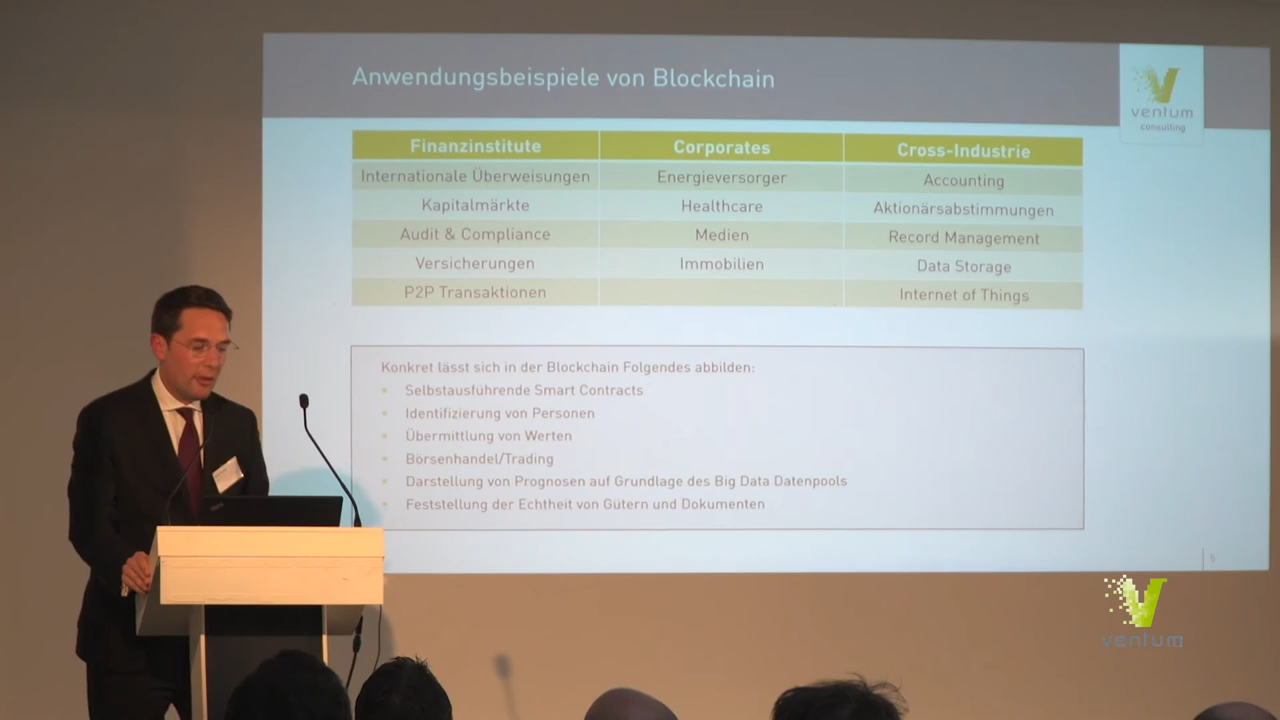 Anwendungsbeispiele von Blockchain
ventum
consulting
Finanzinstitute Corporates Cross-Industrie
Internationale Überweisungen Energieversorger Accounting
Kapitalmärkte Healthcare Aktionärsabstimmungen
Audit & Compliance Medien Record Management
Versicherungen Immobilien Data Storage
P2P Transaktionen Internet of Things
Konkret lässt sich in der Blockchain Folgendes abbilden:
Selbstausführende Smart Contracts
Identifizierung von Personen
Übermittlung von Werten
Börsenhandel/Trading
Darstellung von Prognosen auf Grundlage des Big Data Datenpools
Feststellung der Echtheit von Gütern und Dokumenten
ventum